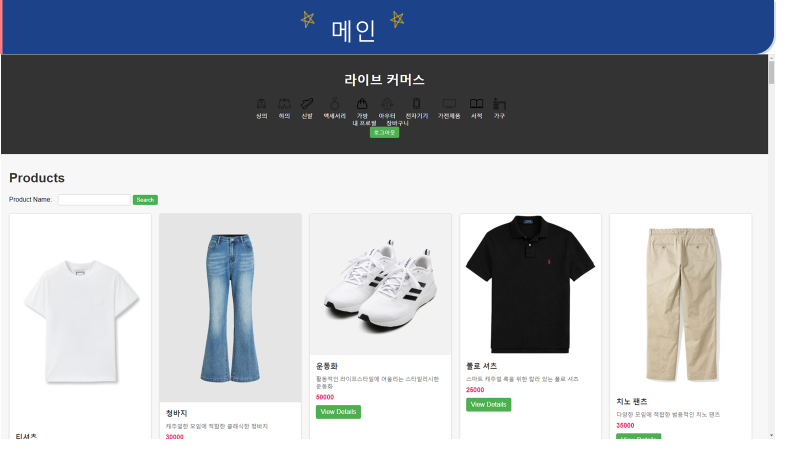 메인
라이브 커머스
상의 하의 신발 액세서리 가방 아우터 전자기기 가전제품 서적 가구
내 프로필 장바구니
로그아웃
Products
Product Name: Search
티셔츠
청바지
캐주얼한 모임에 적합한 클래식한 청바지
30000
운동화
활동적인 라이프스타일에 어울리는 스타일리시한
운동화
50000
View Details
폴로 셔츠
스마트 캐주얼 룩을 위한 칼라 있는 폴로 셔츠
25000
View Details
치노 팬츠
다양한 모임에 적합한 범용적인 치노 팬츠
35000
View Details